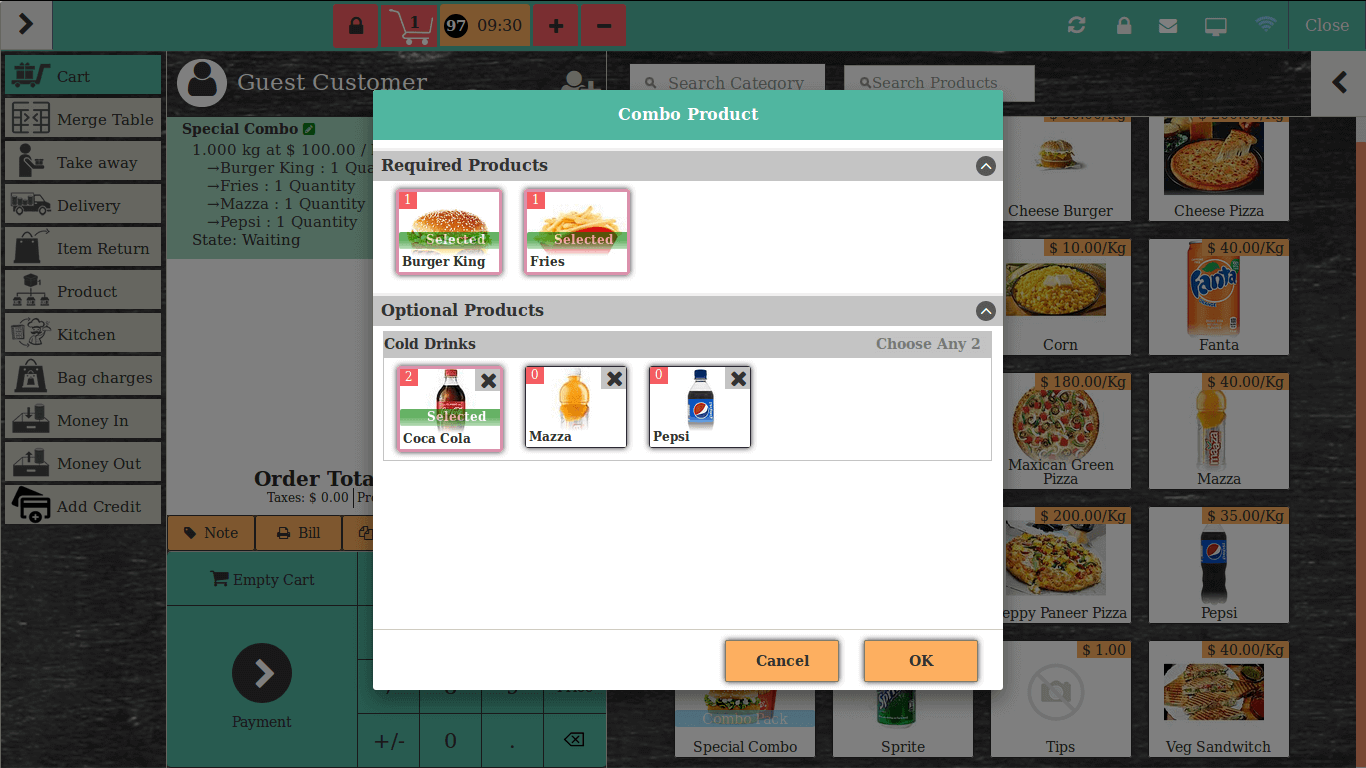 1
97 09:30
Close
Cart
Merge Table
Take away
Delivery
Item Return
Product
Kitchen
Bag charges
Money In
Money Out
Add Credit
Guest Customer
Search Category
Search Products
Special Combo
1.000 kg at $ 100.00 /
→Burger King : 1 Qua
→Fries : 1 Quantity
→Mazza : 1 Quantity
→Pepsi : 1 Quantity
State: Waiting
Order Tota
Taxes: $ 0.00
Note
Bill
Empty Cart
Payment
+/-
0
.
Combo Product
Required Products
1
Selected
Burger King
1
Selected
Fries
Optional Products
Cold Drinks
Choose Any 2
2
Selected
Coca Cola
0
Mazza
0
Pepsi
Cancel
OK
Cheese Burger
Cheese Pizza
$ 10.00/Kg
Corn
$ 40.00/Kg
Fanta
$ 180.00/Kg
Maxican Green
Pizza
$ 40.00/Kg
Mazza
$ 200.00/Kg
eppy Paneer Pizza
$ 35.00/Kg
Pepsi
Combo Pack
Special Combo
Sprite
$ 1.00
Tips
$ 40.00/Kg
Veg Sandwitch